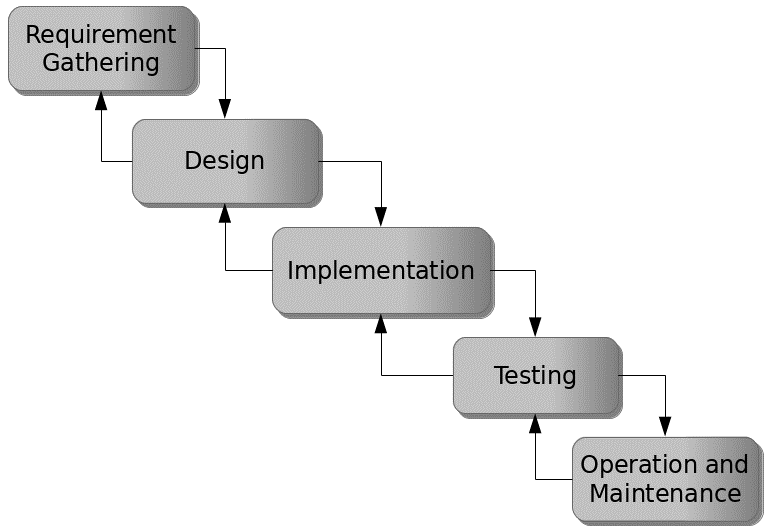 Requirement
Gathering
Design
Implementation
Testing
Operation and
Maintenance